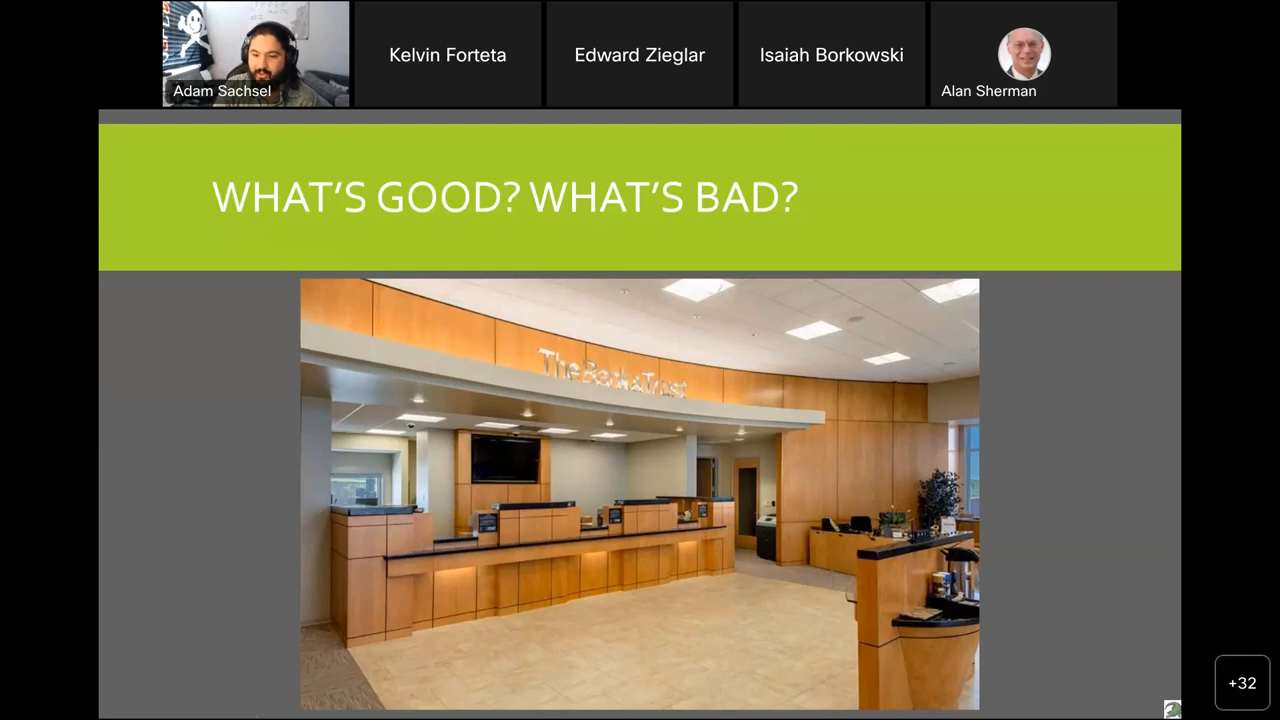 Adam Sachsel
Kelvin Forteta
Edward Zieglar
Isaiah Borkowski
Alan Sherman
WHAT'S GOOD? WHAT'S BAD?
The Bank & Trust
+32